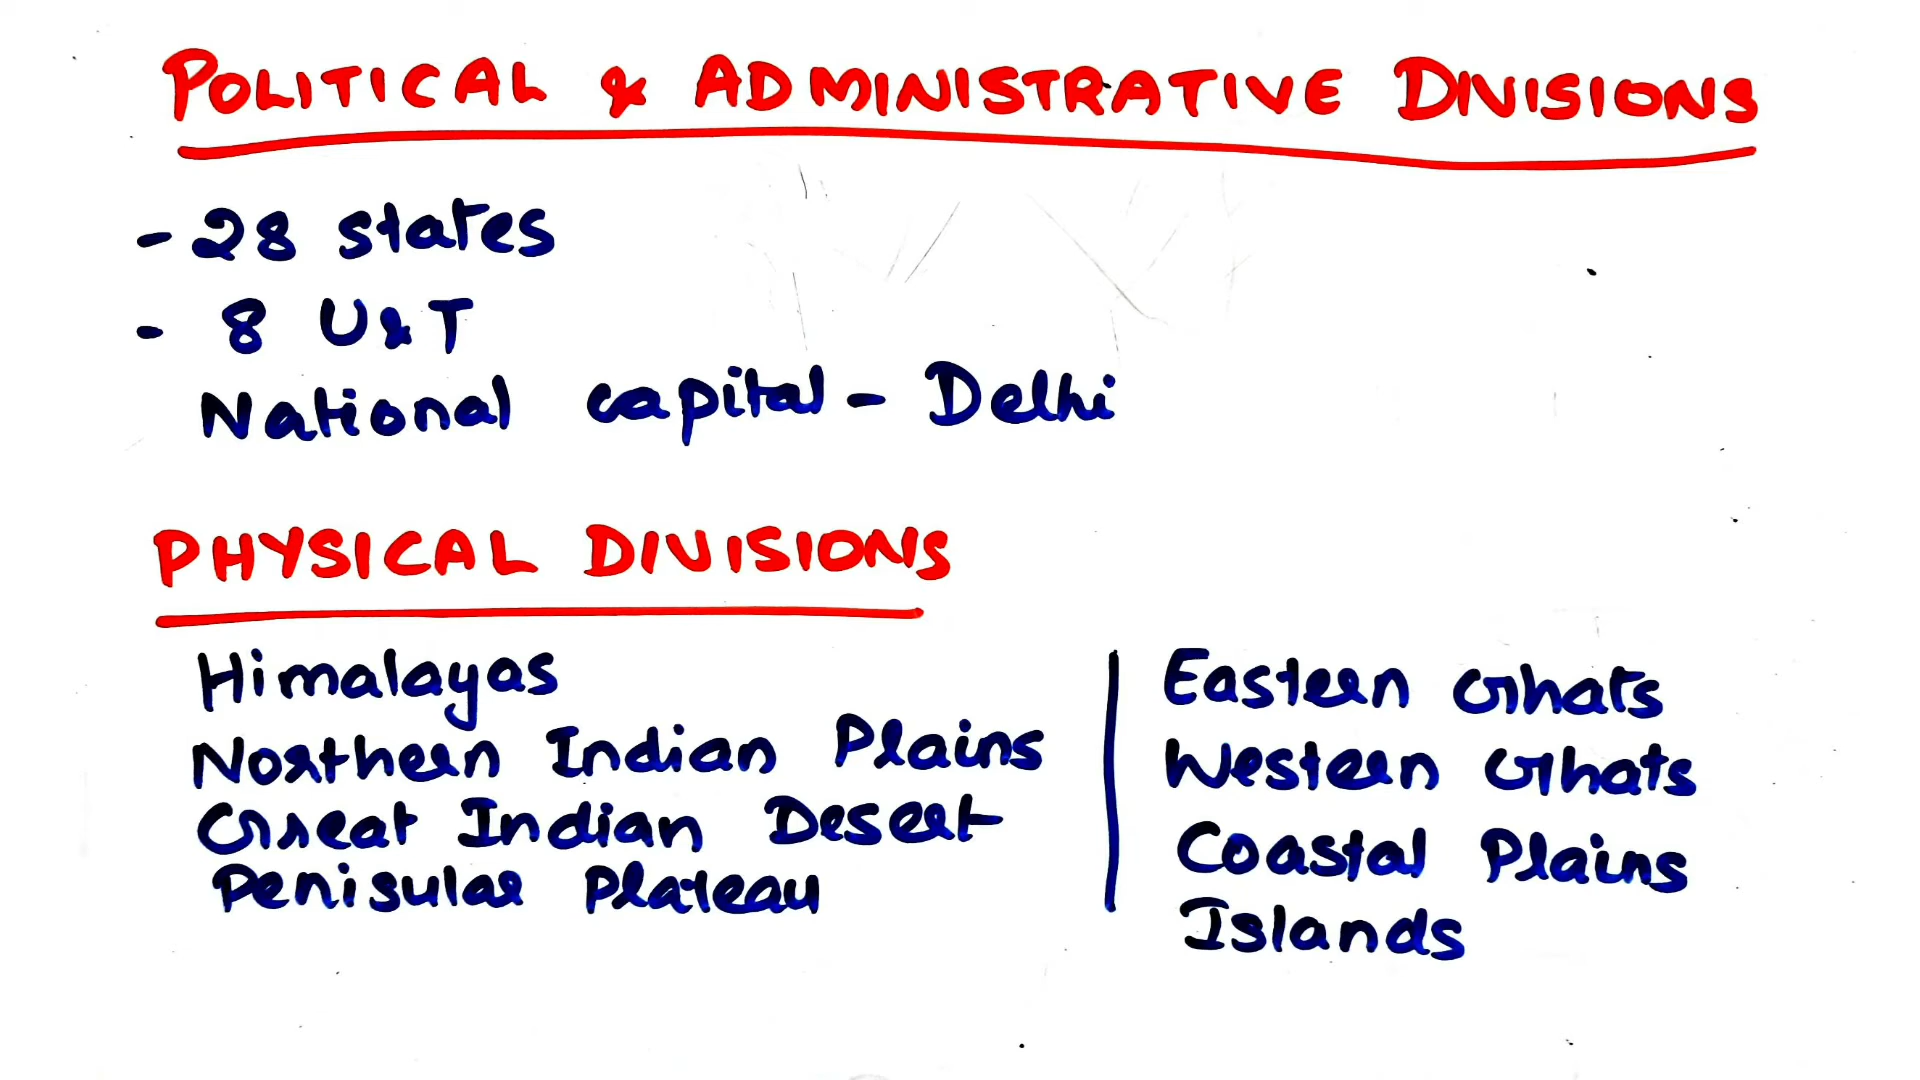 POLITICAL & ADMINISTRATIVE DIVISIONS
- 28 states
- 8 U&T
National capital - Delhi
PHYSICAL DIVISIONS
Himalayas
Northern Indian Plains
Great Indian Desert
Penisular Plateau
Eastern Ghats
Western Ghats
Coastal Plains
Islands